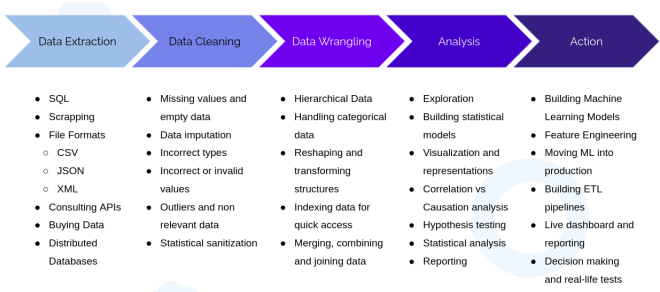 Data Extraction
Data Cleaning
Data Wrangling
Analysis
Action
● SQL
● Scrapping
● File Formats
○ CSV
○ JSON
○ XML
● Consulting APIs
● Buying Data
● Distributed
Databases
● Missing values and
empty data
● Data imputation
● Incorrect types
● Incorrect or invalid
values
● Outliers and non
relevant data
● Statistical sanitization
● Hierarchical Data
● Handling categorical
data
● Reshaping and
transforming
structures
● Indexing data for
quick access
● Merging, combining
and joining data
● Exploration
● Building statistical
models
● Visualization and
representations
● Correlation vs
Causation analysis
● Hypothesis testing
● Statistical analysis
● Reporting
● Building Machine
Learning Models
● Feature Engineering
● Moving ML into
production
● Building ETL
pipelines
● Live dashboard and
reporting
● Decision making
and real-life tests